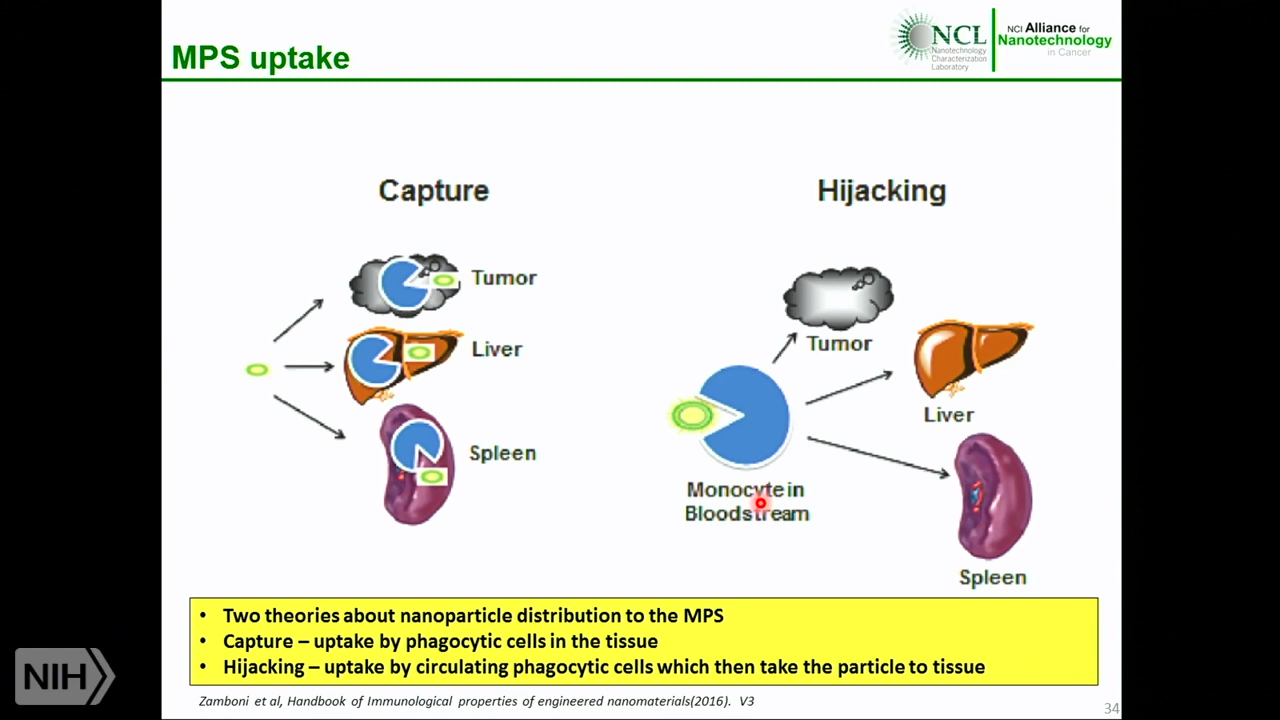 MPS uptake
NCL
Nanotechnology
Characterization
Laboratory
NCI Alliance for
Nanotechnology
in Cancer
Capture
Hijacking
Tumor
Liver
Spleen
Tumor
Liver
Monocyte in
Bloodstream
Spleen
• Two theories about nanoparticle distribution to the MPS
• Capture – uptake by phagocytic cells in the tissue
• Hijacking – uptake by circulating phagocytic cells which then take the particle to tissue
NIH
Zamboni et al, Handbook of Immunological properties of engineered nanomaterials(2016). V3
34